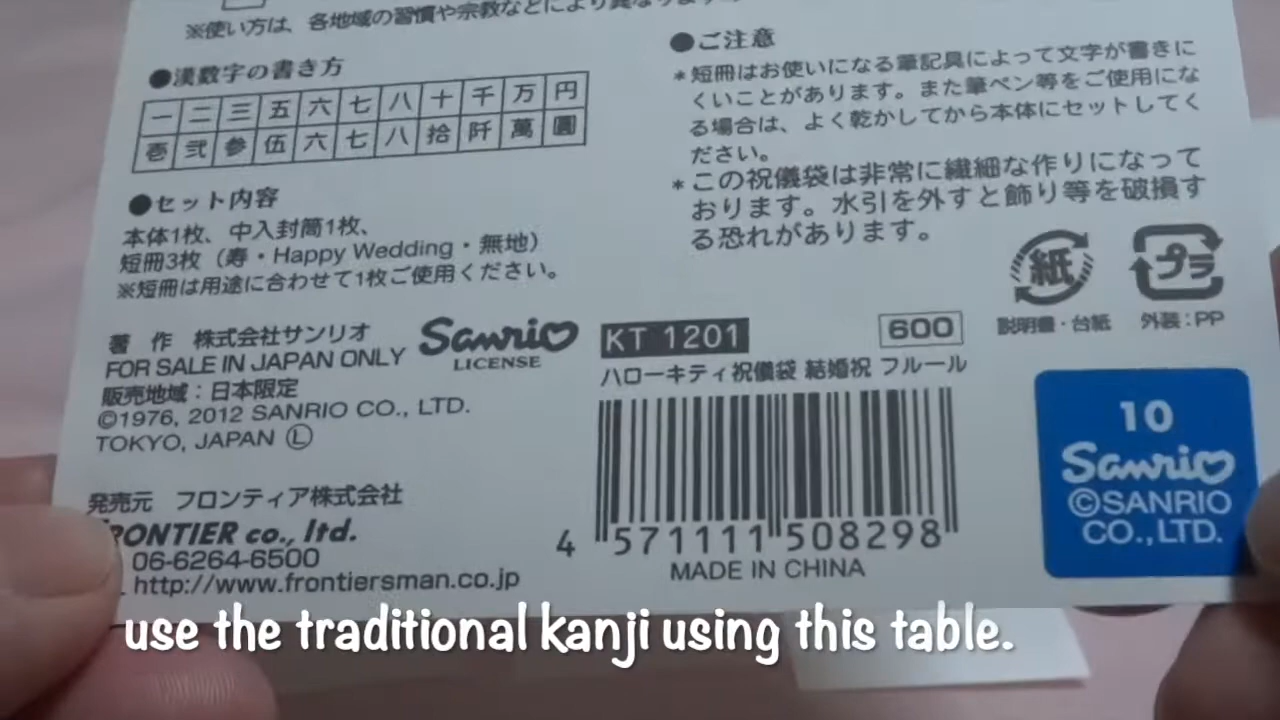 ※使い方は、各地域の習慣や宗教などにより異なります
●漢数字の書き方
一 二 三 五 六 七 八 十 千 万 円
壱 弐 参 伍 六 七 八 拾 阡 萬 圓
●セット内容
本体1枚、中入封筒1枚、
短冊3枚（寿・Happy Wedding・無地）
※短冊は用途に合わせて1枚ご使用ください。
著 作 株式会社サンリオ
FOR SALE IN JAPAN ONLY
販売地域：日本限定
©1976, 2012 SANRIO CO., LTD.
TOKYO, JAPAN Ⓛ
Sanrio
LICENSE
発売元 フロンティア株式会社
FRONTIER co., ltd.
06-6264-6500
http://www.frontiersman.co.jp
●ご注意
*短冊はお使いになる筆記具によって文字が書きに
くいことがあります。また筆ペン等をご使用にな
る場合は、よく乾かしてから本体にセットしてく
ださい。
*この祝儀袋は非常に繊細な作りになって
おります。水引を外すと飾り等を破損す
る恐れがあります。
紙
説明書・台紙
プラ
外装：PP
KT 1201
600
ハローキティ祝儀袋 結婚祝 フルール
4 571111 508298
MADE IN CHINA
10
Sanrio
©SANRIO
CO.,LTD.
use the traditional kanji using this table.